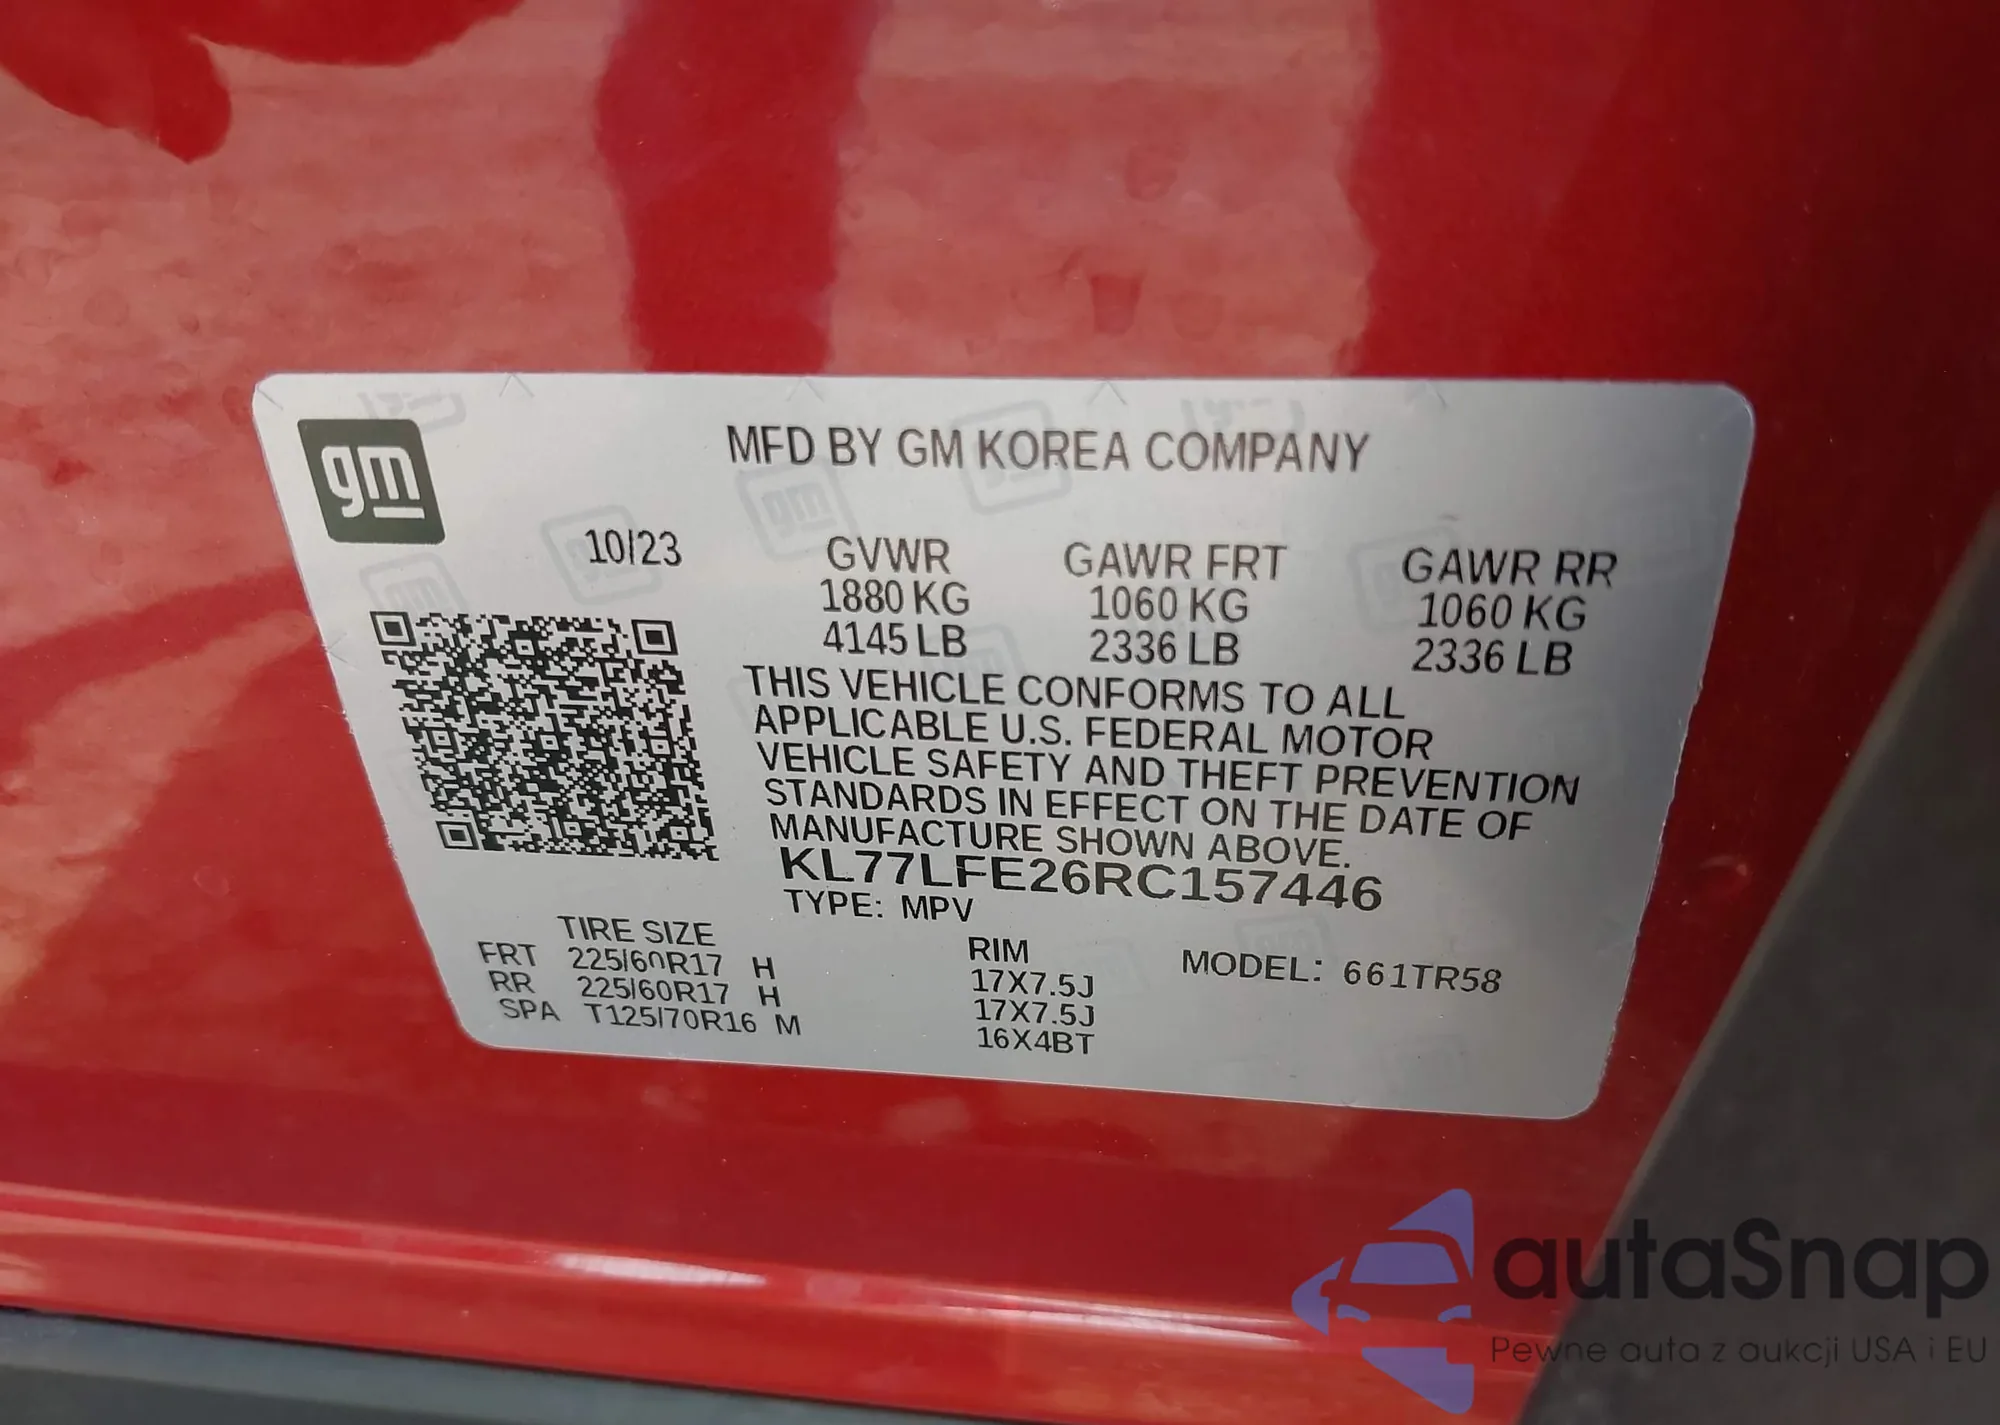 gm
MFD BY GM KOREA COMPANY
10/23
GVWR
1880 KG
4145 LB
GAWR FRT
1060 KG
2336 LB
GAWR RR
1060 KG
2336 LB
THIS VEHICLE CONFORMS TO ALL
APPLICABLE U.S. FEDERAL MOTOR
VEHICLE SAFETY AND THEFT PREVENTION
STANDARDS IN EFFECT ON THE DATE OF
MANUFACTURE SHOWN ABOVE.
KL77LFE26RC157446
TYPE: MPV
TIRE SIZE
FRT 225/60R17 H
RR 225/60R17 H
SPA T125/70R16 M
RIM
17X7.5J
17X7.5J
16X4BT
MODEL: 661TR58
autaSnap
Pewne auta z aukcji USA i EU